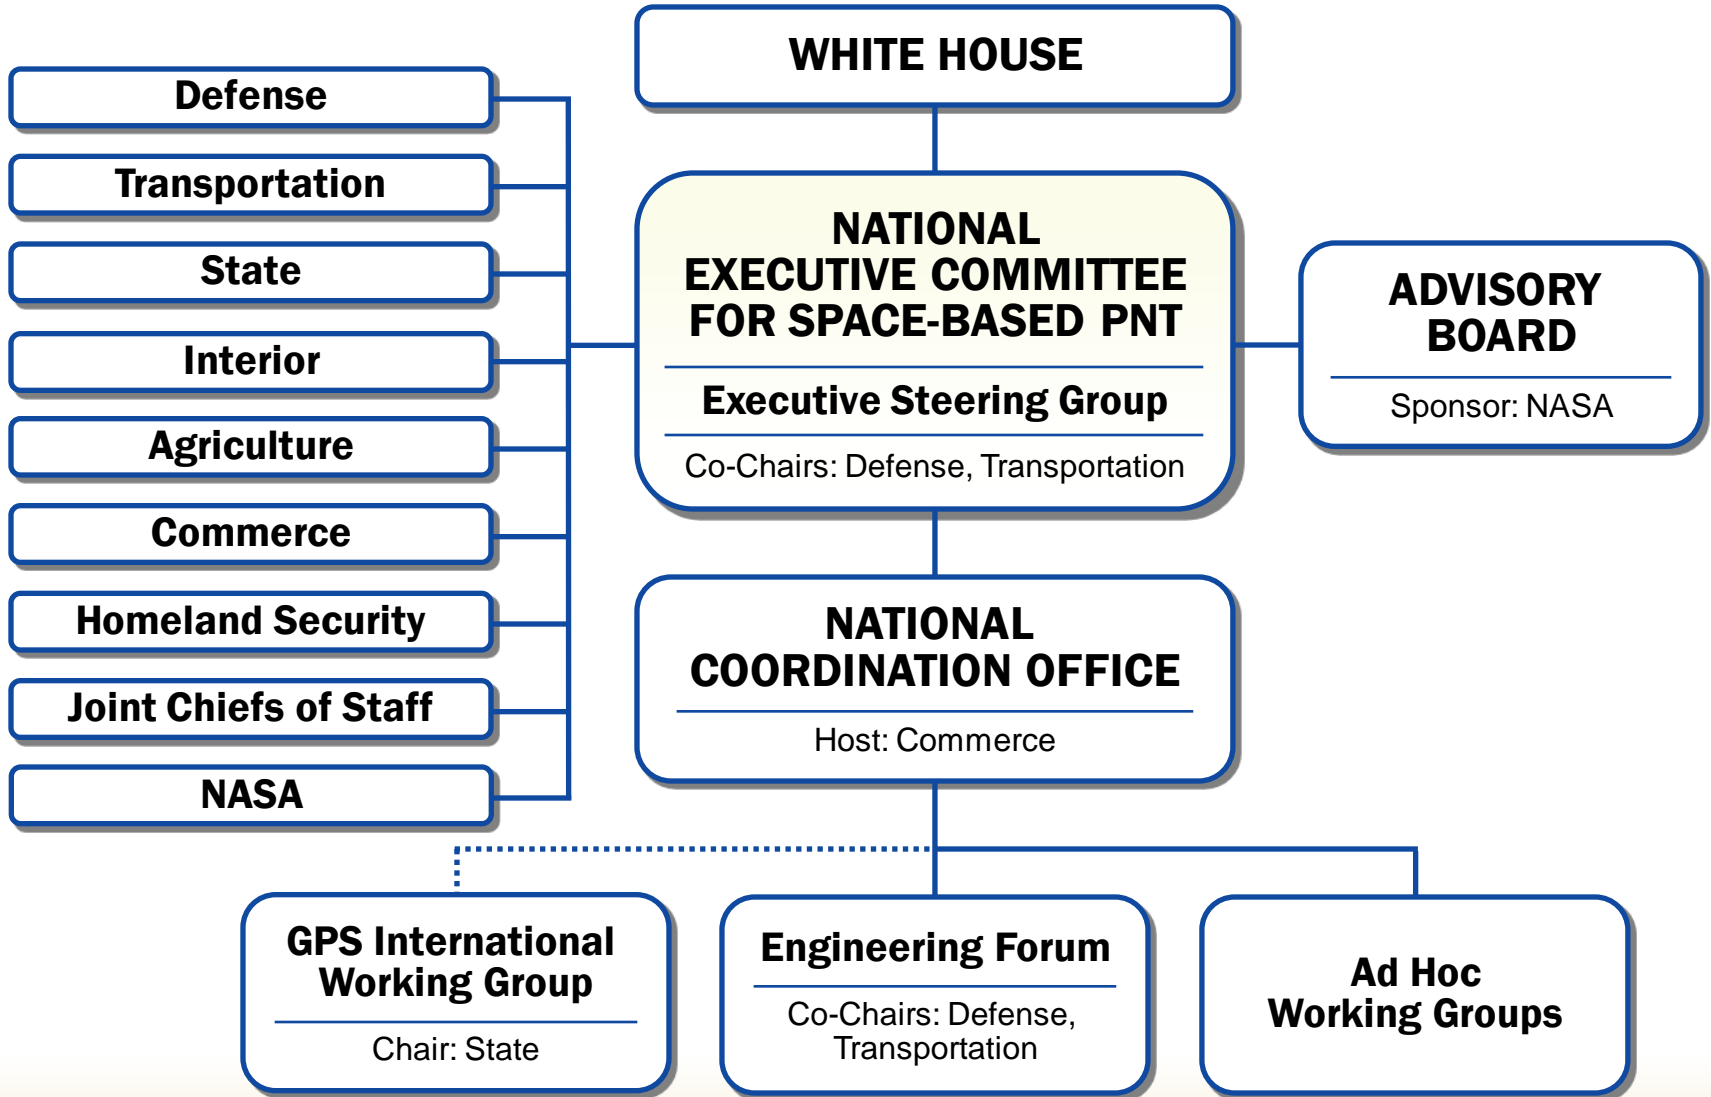 WHITE HOUSE
Defense
Transportation
State
Interior
Agriculture
Commerce
Homeland Security
Joint Chiefs of Staff
NASA
NATIONAL
EXECUTIVE COMMITTEE
FOR SPACE-BASED PNT
Executive Steering Group
Co-Chairs: Defense, Transportation
ADVISORY
BOARD
Sponsor: NASA
NATIONAL
COORDINATION OFFICE
Host: Commerce
GPS International
Working Group
Chair: State
Engineering Forum
Co-Chairs: Defense,
Transportation
Ad Hoc
Working Groups